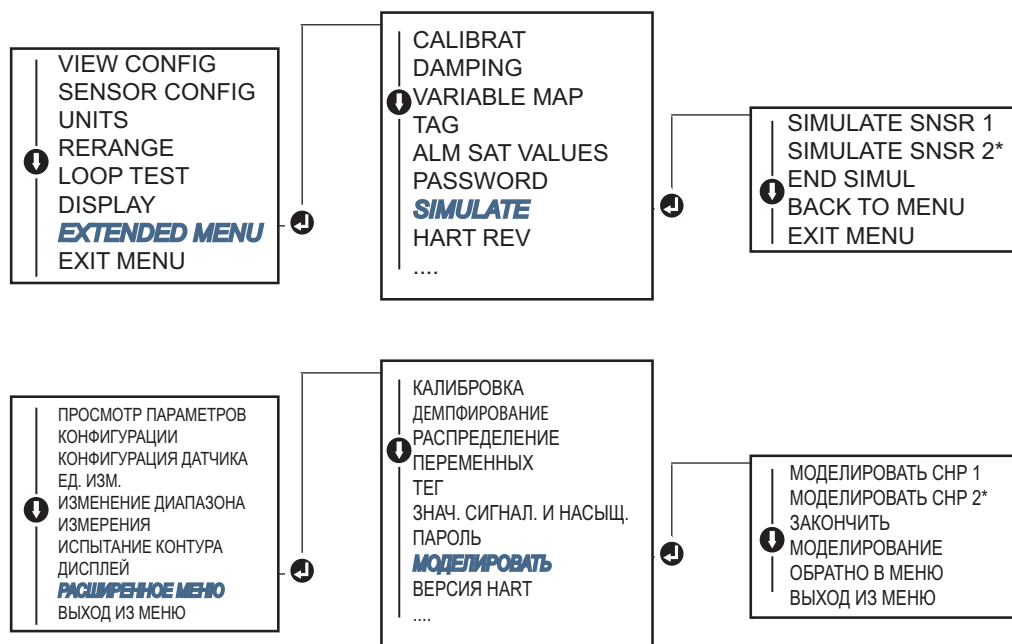 VIEW CONFIG
SENSOR CONFIG
UNITS
RERANGE
LOOP TEST
DISPLAY
EXTENDED MENU
EXIT MENU
CALIBRAT
DAMPING
VARIABLE MAP
TAG
ALM SAT VALUES
PASSWORD
SIMULATE
HART REV
....
SIMULATE SNSR 1
SIMULATE SNSR 2*
END SIMUL
BACK TO MENU
EXIT MENU
ПРОСМОТР ПАРАМЕТРОВ
КОНФИГУРАЦИИ
КОНФИГУРАЦИЯ ДАТЧИКА
ЕД. ИЗМ.
ИЗМЕНЕНИЕ ДИАПАЗОНА
ИЗМЕРЕНИЯ
ИСПЫТАНИЕ КОНТУРА
ДИСПЛЕЙ
РАСШИРЕННОЕ МЕНЮ
ВЫХОД ИЗ МЕНЮ
КАЛИБРОВКА
ДЕМПФИРОВАНИЕ
РАСПРЕДЕЛЕНИЕ
ПЕРЕМЕННЫХ
ТЕГ
ЗНАЧ. СИГНАЛ. И НАСЫЩ.
ПАРОЛЬ
МОДЕЛИРОВАТЬ
ВЕРСИЯ HART
....
МОДЕЛИРОВАТЬ СНР 1
МОДЕЛИРОВАТЬ СНР 2*
ЗАКОНЧИТЬ
МОДЕЛИРОВАНИЕ
ОБРАТНО В МЕНЮ
ВЫХОД ИЗ МЕНЮ